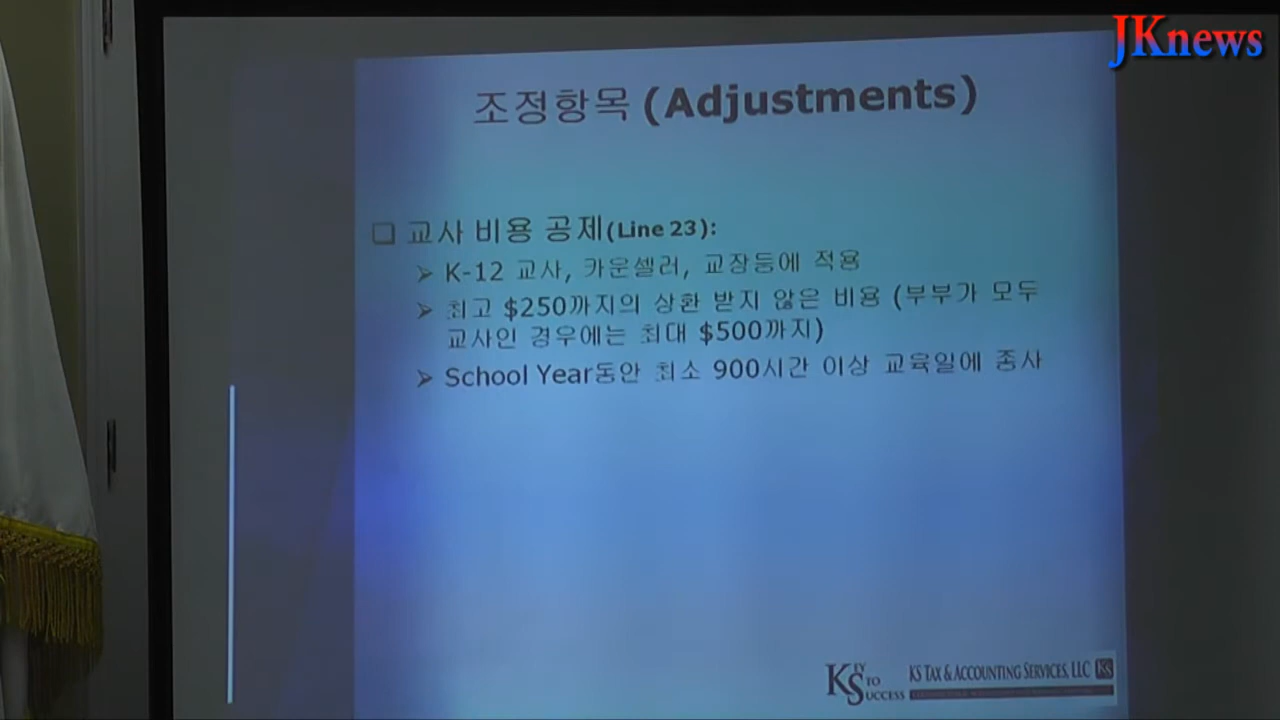 JKnews
조정항목 (Adjustments)
❑ 교사 비용 공제(Line 23):
➢ K-12 교사, 카운셀러, 교장등에 적용
➢ 최고 $250까지의 상환 받지 않은 비용 (부부가 모두
교사인 경우에는 최대 $500까지)
➢ School Year동안 최소 900시간 이상 교육일에 종사
KEY
TO
SUCCESS
KS TAX & ACCOUNTING SERVICES, LLC KS